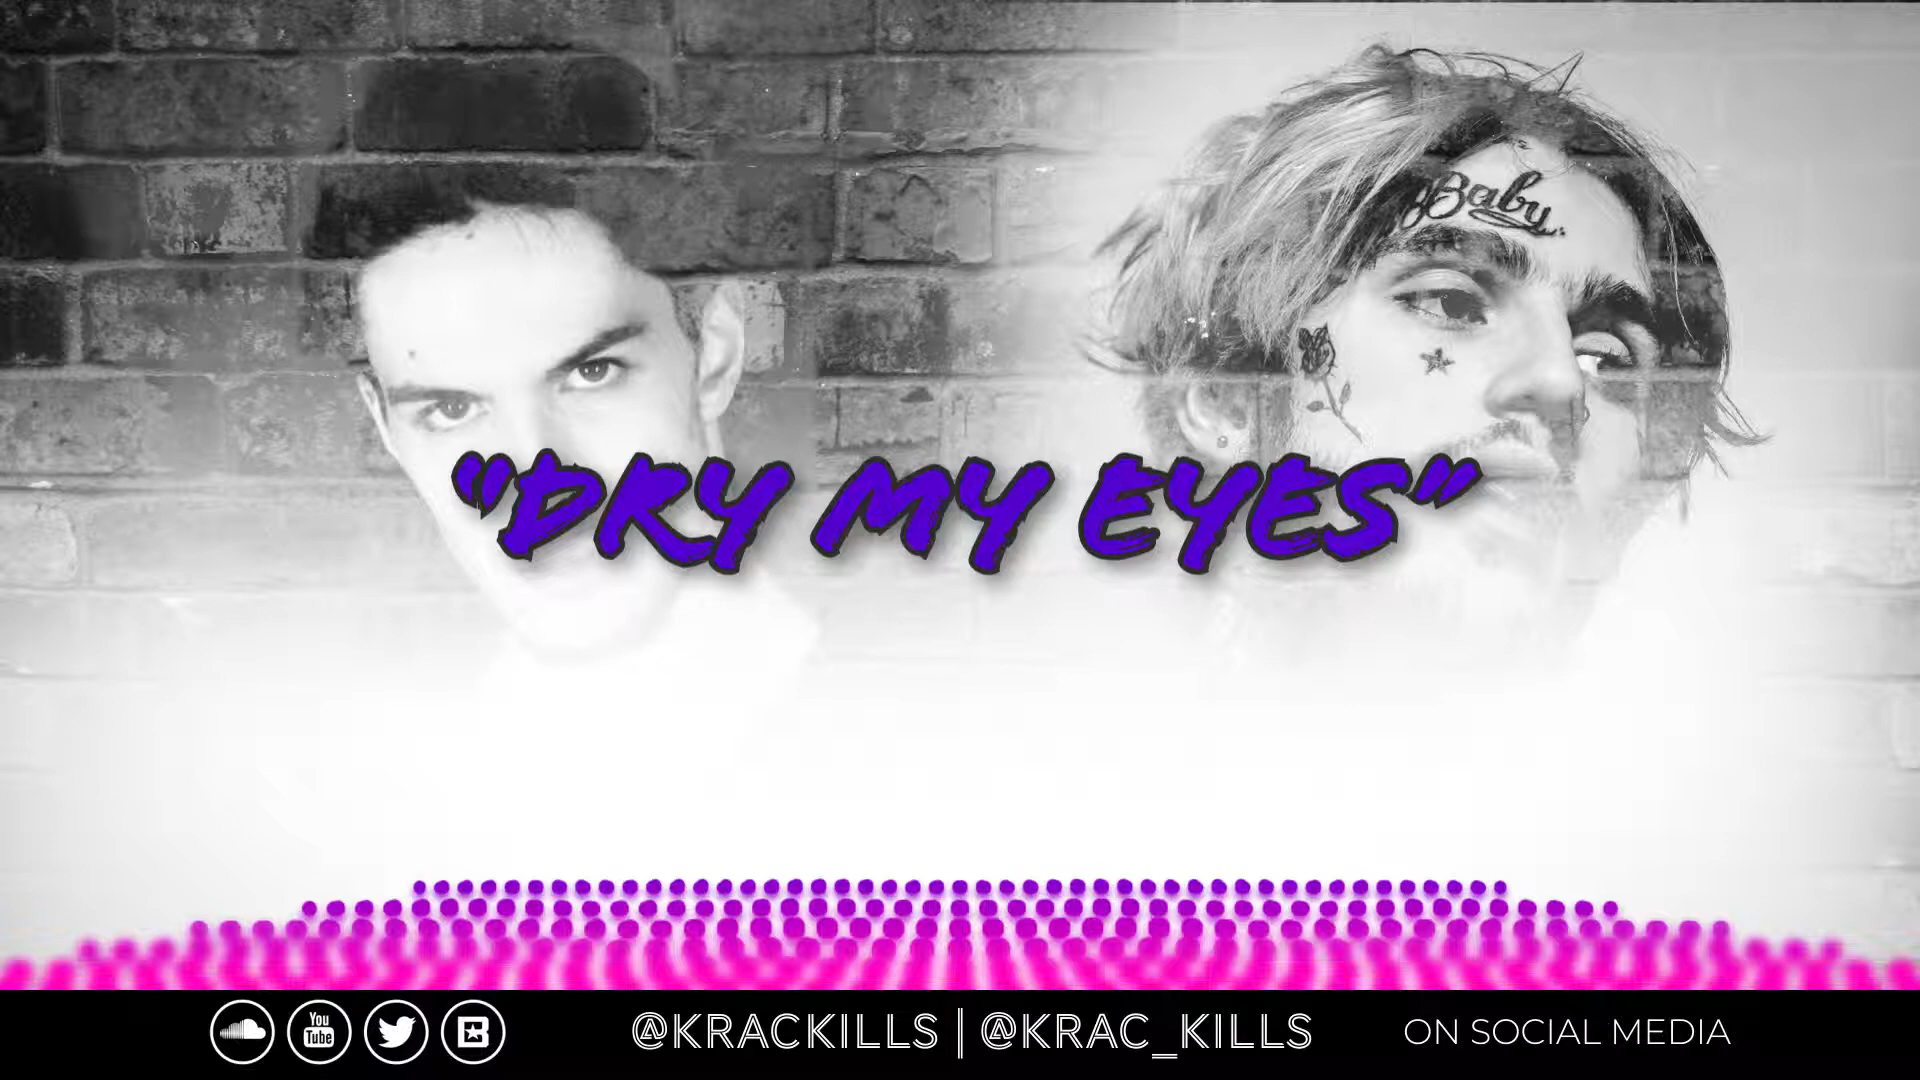 Baby.
"DRY MY EYES"
You
Tube
B
@KRACKILLS | @KRAC_KILLS
ON SOCIAL MEDIA